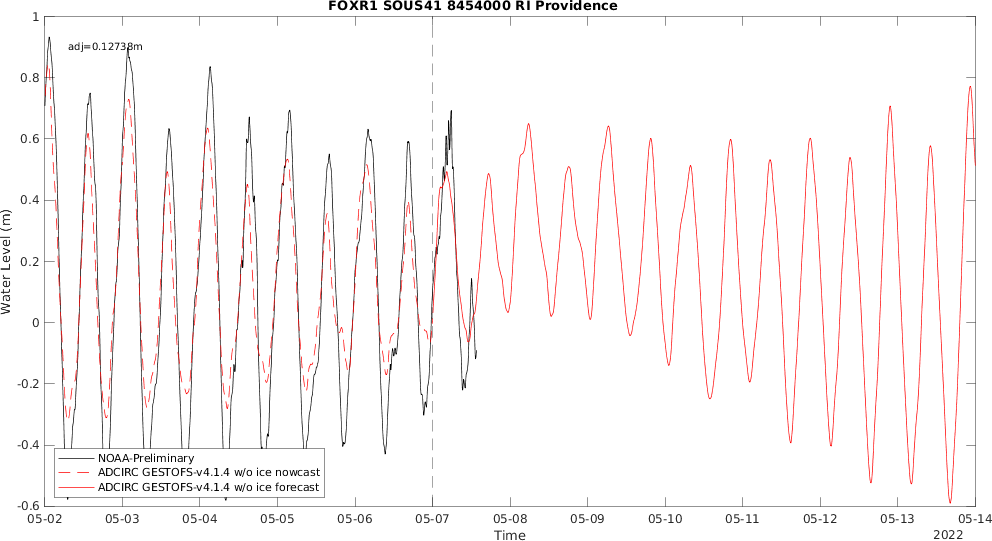 FOXR1 SOUS41 8454000 RI Providence
adj=0.12738m
1
0.8
0.6
0.4
0.2
0
-0.2
-0.4
-0.6
Water Level (m)
NOAA-Preliminary
ADCIRC GESTOFS-v4.1.4 w/o ice nowcast
ADCIRC GESTOFS-v4.1.4 w/o ice forecast
05-02 05-03 05-04 05-05 05-06 05-07 05-08 05-09 05-10 05-11 05-12 05-13 05-14
Time
2022